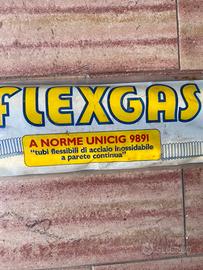 FLEXGAS
A NORME UNICIG 9891
"tubi flessibili di acciaio inossidabile
a parete continua"